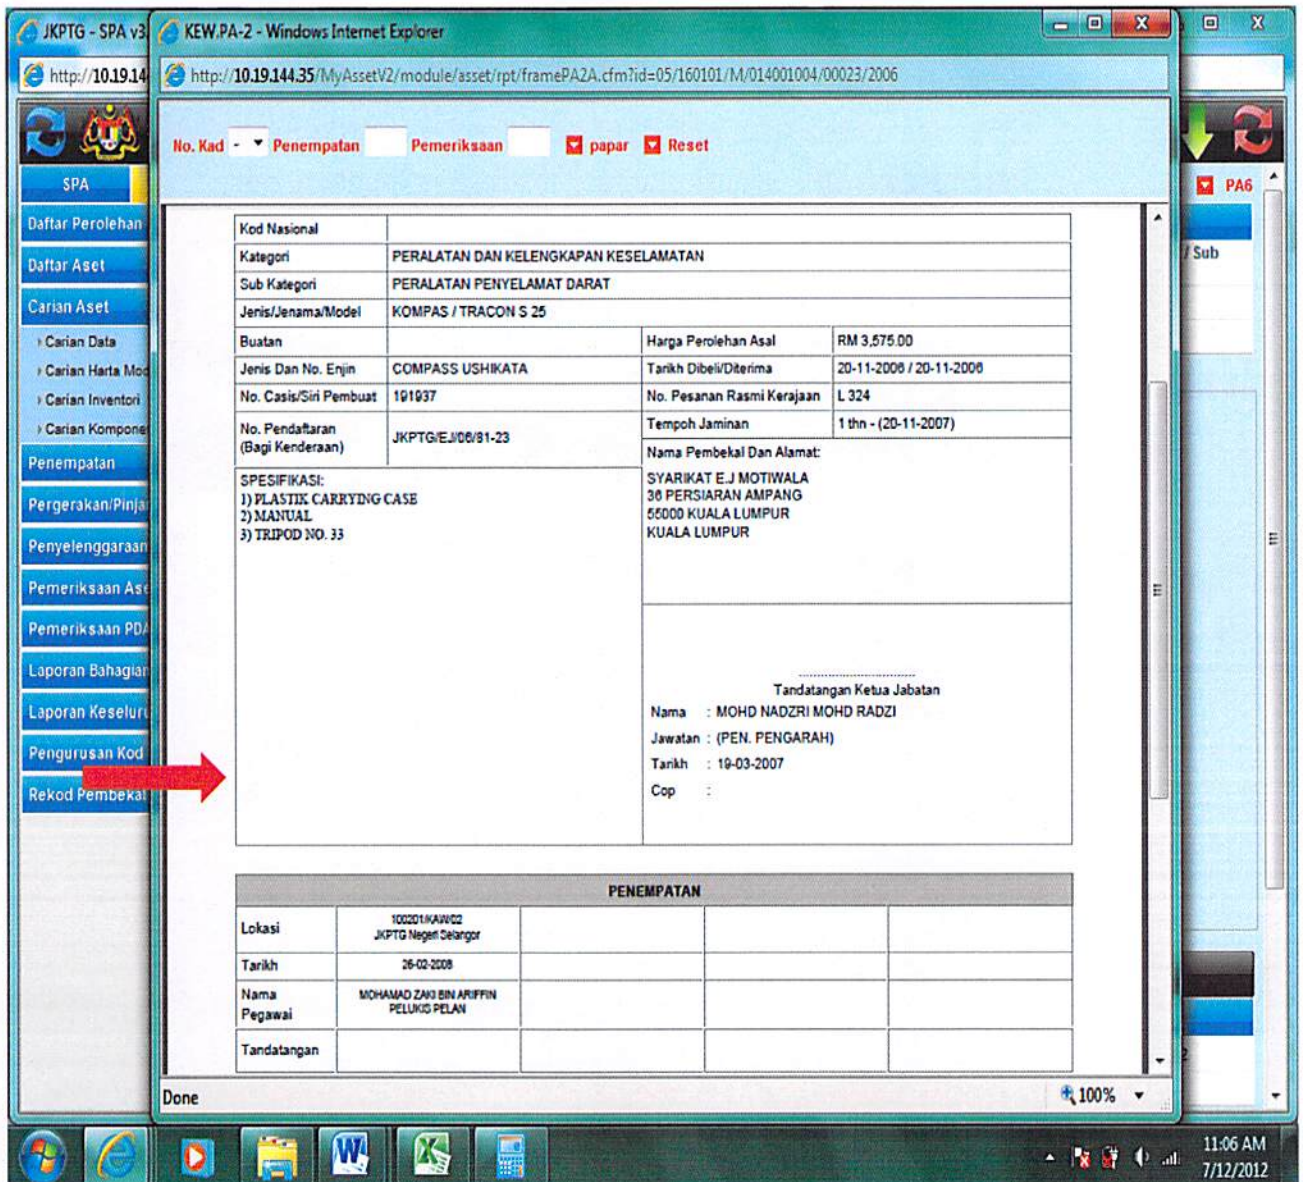 JKPTG - SPA v3.
KEW.PA-2 - Windows Internet Explorer
http://10.19.14
http://10.19.144.35/MyAssetV2/module/asset/rpt/framePA2A.cfm?id=05/160101/M/014001004/00023/2006
No. Kad - Penempatan Pemeriksaan papar Reset
SPA
PA6
Daftar Perolehan
/ Sub
Daftar Aset
Carian Aset
Carian Data
Carian Harta Mod
Carian Inventori
Carian Komponen
Penempatan
Pergerakan/Pinja
Penyelenggaraan
Pemeriksaan Ase
Pemeriksaan PDA
Laporan Bahagian
Laporan Keseluru
Pengurusan Kod
Rekod Pembekal
Kod Nasional
Kategori PERALATAN DAN KELENGKAPAN KESELAMATAN
Sub Kategori PERALATAN PENYELAMAT DARAT
Jenis/Jenama/Model KOMPAS / TRACON S 25
Buatan Harga Perolehan Asal RM 3,575.00
Jenis Dan No. Enjin COMPASS USHIKATA Tarikh Dibeli/Diterima 20-11-2006 / 20-11-2006
No. Casis/Siri Pembuat 191937 No. Pesanan Rasmi Kerajaan L 324
No. Pendaftaran
(Bagi Kenderaan)
JKPTG/EJ/06/81-23
Tempoh Jaminan 1 thn - (20-11-2007)
Nama Pembekal Dan Alamat:
SYARIKAT E.J MOTIWALA
36 PERSIARAN AMPANG
55000 KUALA LUMPUR
KUALA LUMPUR
SPESIFIKASI:
1) PLASTIK CARRYING CASE
2) MANUAL
3) TRIPOD NO. 33
Tandatangan Ketua Jabatan
Nama : MOHD NADZRI MOHD RADZI
Jawatan : (PEN. PENGARAH)
Tarikh : 19-03-2007
Cop :
PENEMPATAN
Lokasi 100201/KAW/02
JKPTG Negeri Selangor
Tarikh 26-02-2008
Nama
Pegawai
MOHAMAD ZAKI BIN ARIFFIN
PELUKIS PELAN
Tandatangan
Done 100%
11:06 AM
7/12/2012